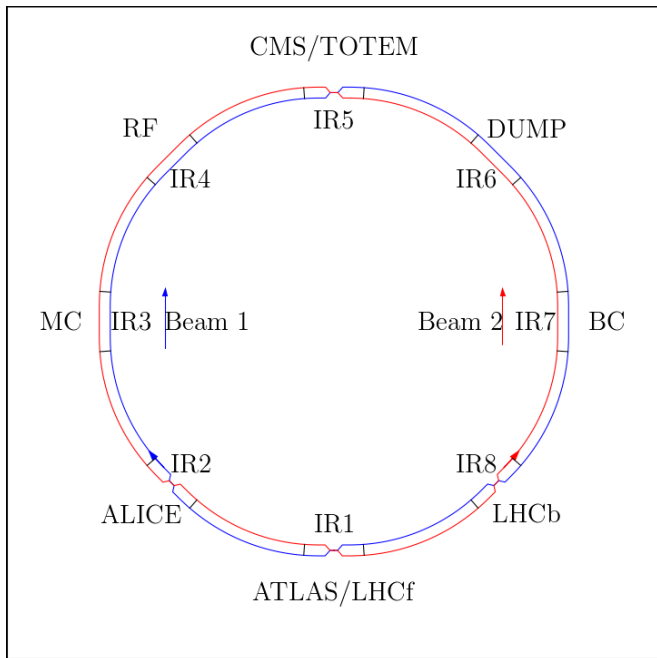 CMS/TOTEM
IR5
RF
DUMP
IR4
IR6
MC
IR3
Beam 1
Beam 2
IR7
BC
IR2
IR8
ALICE
IR1
LHCb
ATLAS/LHCf